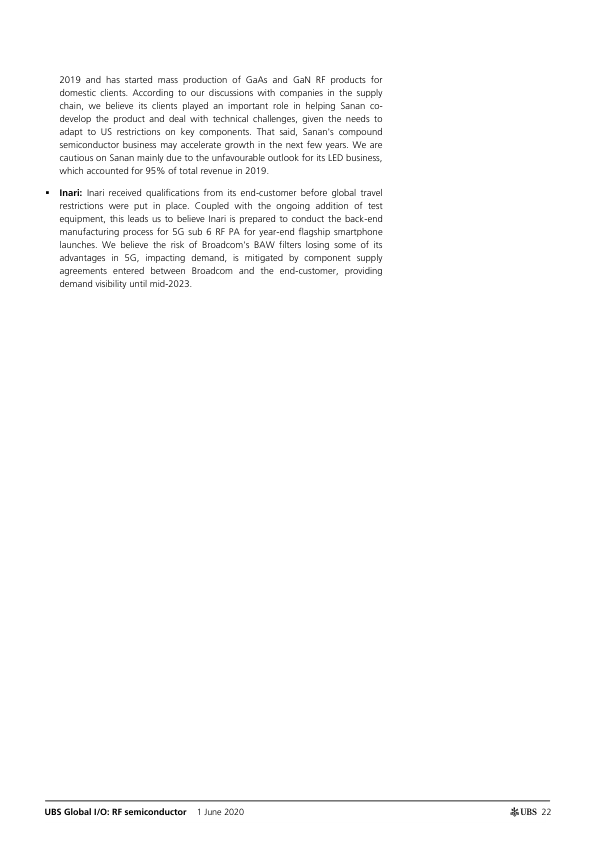 2019 and has started mass production of GaAs and GaN RF products for
domestic clients. According to our discussions with companies in the supply
chain, we believe its clients played an important role in helping Sanan co-
develop the product and deal with technical challenges, given the needs to
adapt to US restrictions on key components. That said, Sanan's compound
semiconductor business may accelerate growth in the next few years. We are
cautious on Sanan mainly due to the unfavourable outlook for its LED business,
which accounted for 95% of total revenue in 2019.
▪ Inari: Inari received qualifications from its end-customer before global travel
restrictions were put in place. Coupled with the ongoing addition of test
equipment, this leads us to believe Inari is prepared to conduct the back-end
manufacturing process for 5G sub 6 RF PA for year-end flagship smartphone
launches. We believe the risk of Broadcom's BAW filters losing some of its
advantages in 5G, impacting demand, is mitigated by component supply
agreements entered between Broadcom and the end-customer, providing
demand visibility until mid-2023.
UBS Global I/O: RF semiconductor 1 June 2020 UBS 22